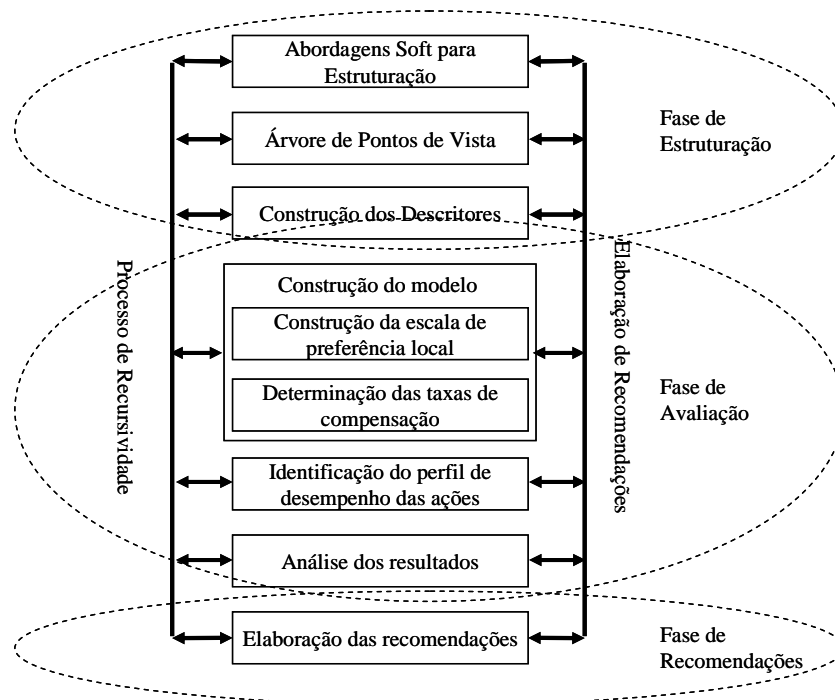 Abordagens Soft para
Estruturação
Fase de
Estruturação
Árvore de Pontos de Vista
Construção dos Descritores
Processo de Recursividade
Elaboração de Recomendações
Construção do modelo
Construção da escala de
preferência local
Determinação das taxas de
compensação
Fase de
Avaliação
Identificação do perfil de
desempenho das ações
Análise dos resultados
Elaboração das recomendações
Fase de
Recomendações